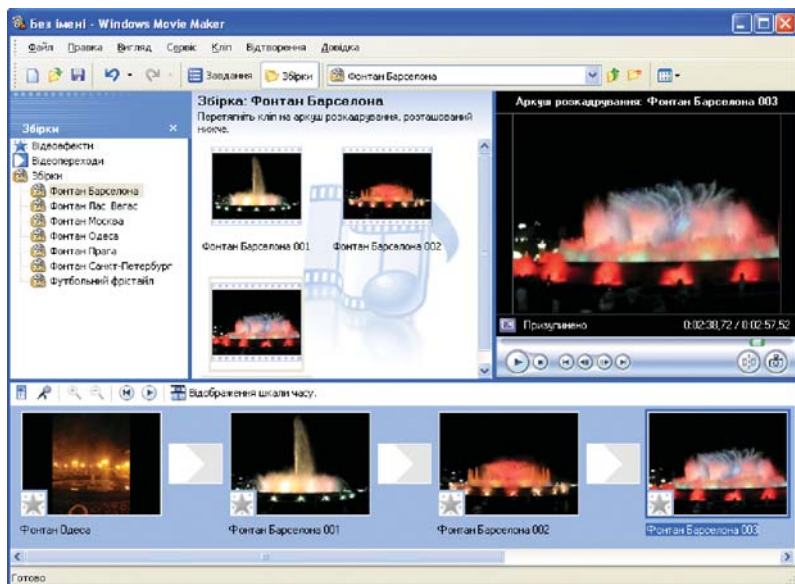 Без імені - Windows Movie Maker
Файл Правка Вигляд Сервіс Кліп Відтворення Довідка
Завдання Збірки Фонтан Барселона
Збірки
Відеоефекти
Відеопереходи
Збірки
Фонтан Барселона
Фонтан Лас Вегас
Фонтан Москва
Фонтан Одеса
Фонтан Прага
Фонтан Санкт-Петербург
Футбольний фрістайл
Збірка: Фонтан Барселона
Перетягніть кліп на аркуш розкадрування, розташований
нижче.
Фонтан Барселона 001 Фонтан Барселона 002
Аркуш розкадрування: Фонтан Барселона 003
Призупинено 0:02:38,72 / 0:02:57,52
Відображення шкали часу.
Фонтан Одеса Фонтан Барселона 001 Фонтан Барселона 002 Фонтан Барселона 003
Готово